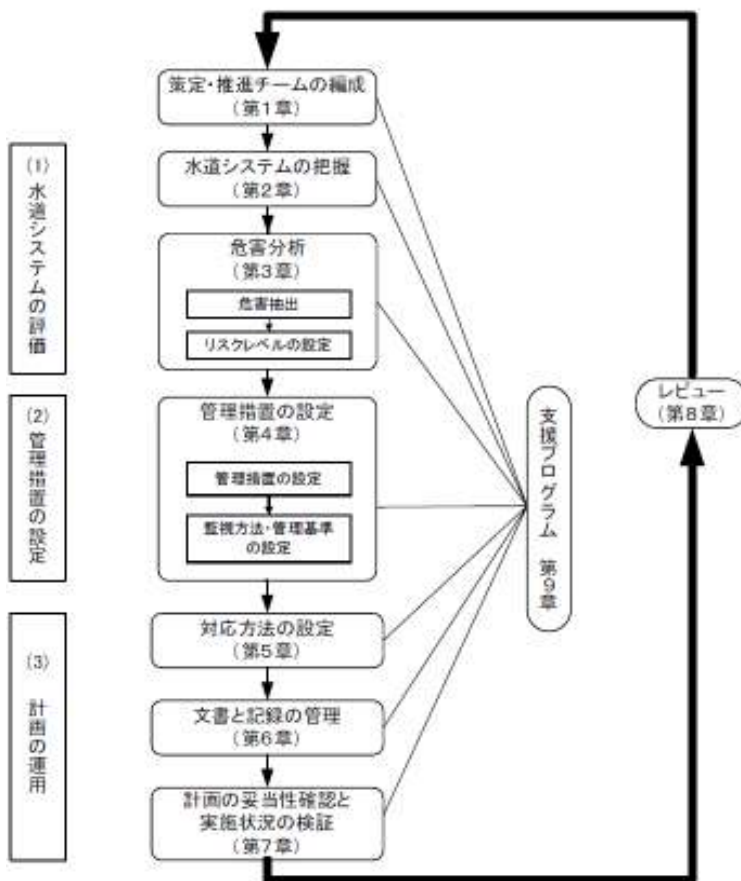 策定・推進チームの編成
(第1章)
(1) 水道システムの評価
水道システムの把握
(第2章)
危害分析
(第3章)
危害抽出
リスクレベルの設定
(2) 管理措置の設定
管理措置の設定
(第4章)
管理措置の設定
監視方法・管理基準
の設定
(3) 計画の運用
対応方法の設定
(第5章)
文書と記録の管理
(第6章)
計画の妥当性確認と
実施状況の検証
(第7章)
支援プログラム 第9章
レビュー
(第8章)